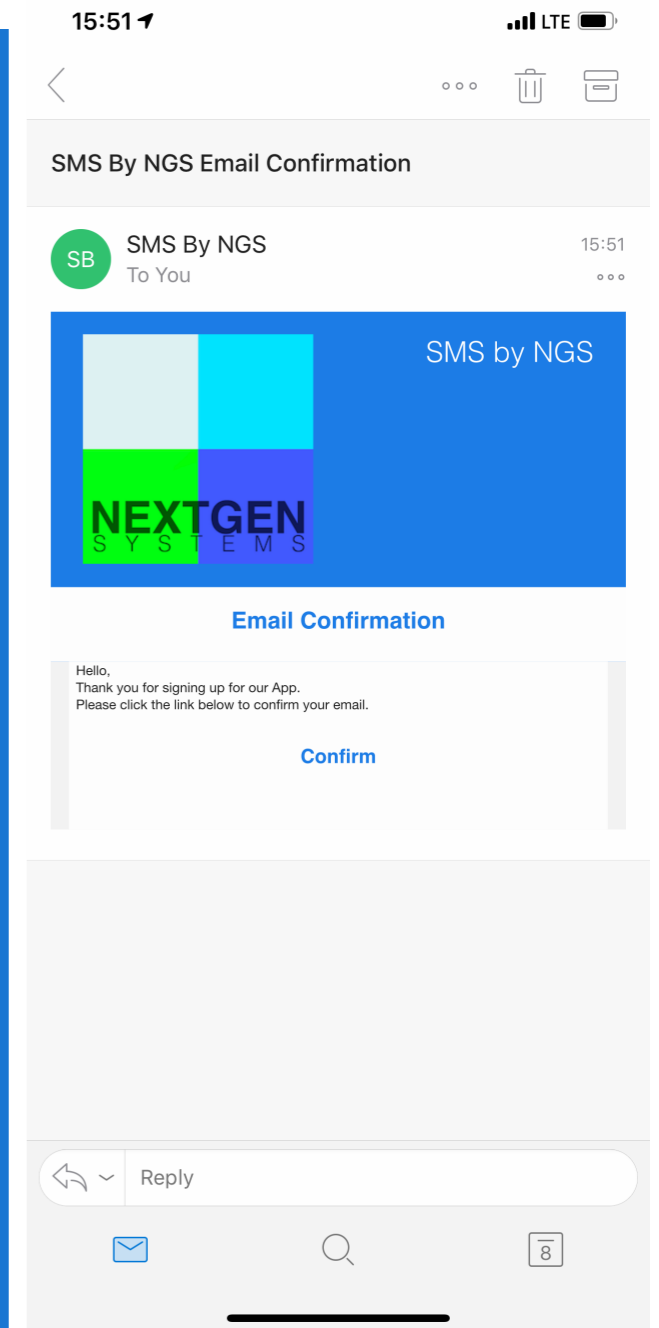 15:51
LTE
SMS By NGS Email Confirmation
SB
SMS By NGS
15:51
To You
SMS by NGS
NEXTGEN
SYSTEMS
Email Confirmation
Hello,
Thank you for signing up for our App.
Please click the link below to confirm your email.
Confirm
Reply
8